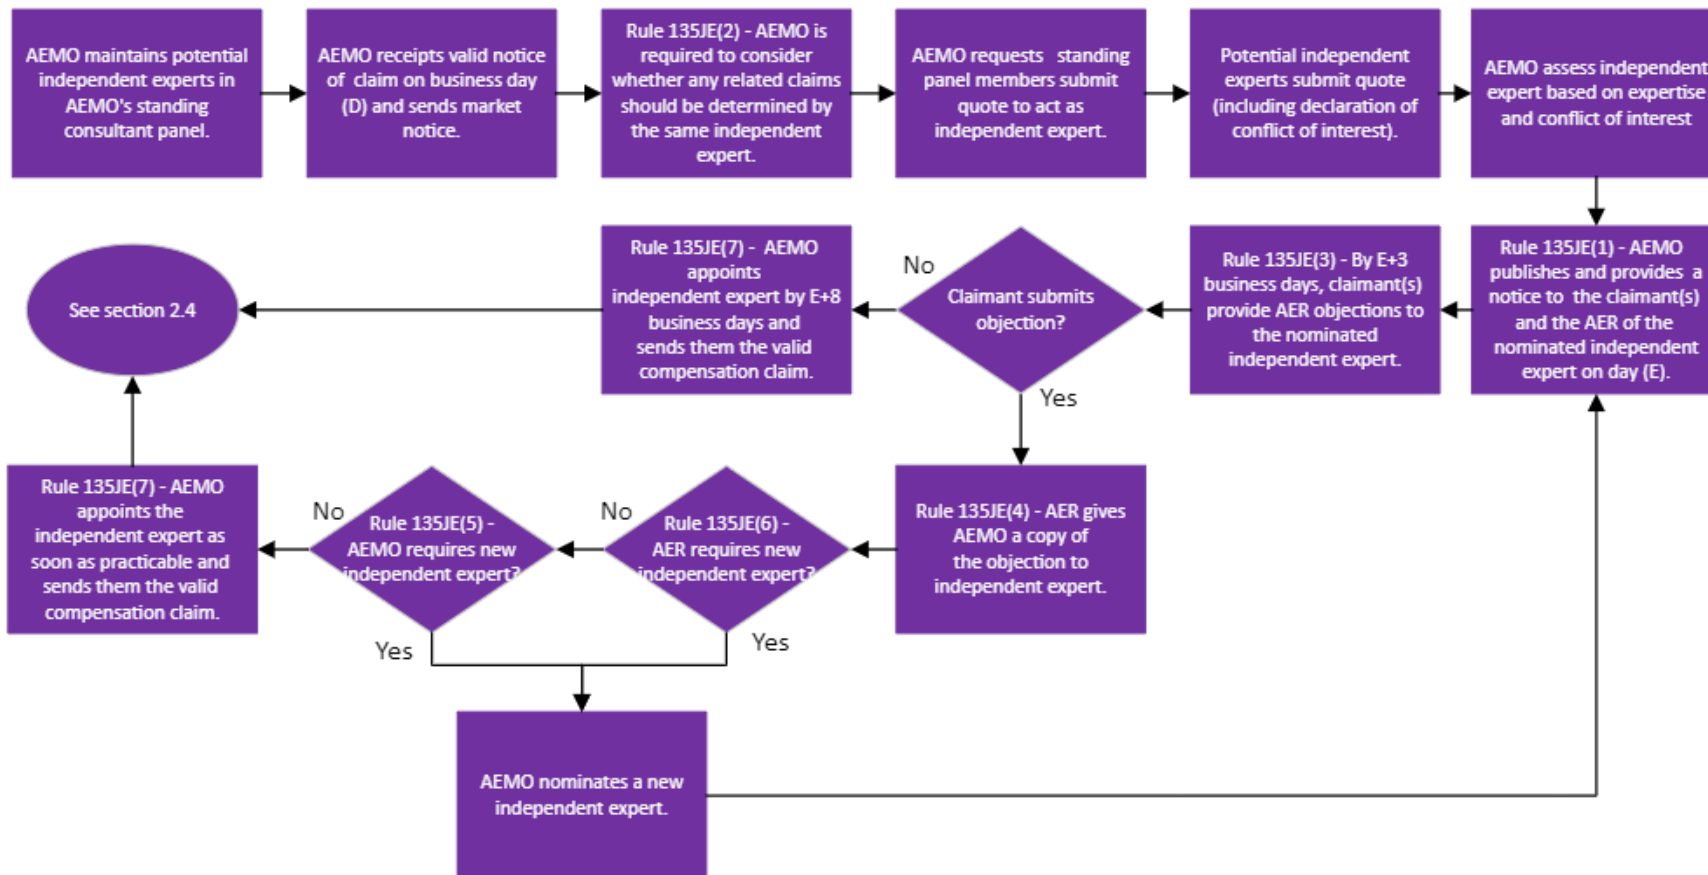 AEMO maintains potential
independent experts in
AEMO's standing
consultant panel.
AEMO receipts valid notice
of claim on business day
(D) and sends market
notice.
Rule 135JE(2) - AEMO is
required to consider
whether any related claims
should be determined by
the same independent
expert.
AEMO requests standing
panel members submit
quote to act as
independent expert.
Potential independent
experts submit quote
(including declaration of
conflict of interest).
AEMO assess independent
expert based on expertise
and conflict of interest
See section 2.4
Rule 135JE(7) - AEMO
appoints
independent expert by E+8
business days and
sends them the valid
compensation claim.
No
Claimant submits
objection?
Yes
Rule 135JE(3) - By E+3
business days, claimant(s)
provide AER objections to
the nominated
independent expert.
Rule 135JE(1) - AEMO
publishes and provides a
notice to the claimant(s)
and the AER of the
nominated independent
expert on day (E).
Rule 135JE(7) - AEMO
appoints the
independent expert as
soon as practicable and
sends them the valid
compensation claim.
No
Rule 135JE(5) -
AEMO requires new
independent expert?
Yes
No
Rule 135JE(6) -
AER requires new
independent expert?
Yes
Rule 135JE(4) - AER gives
AEMO a copy of
the objection to
independent expert.
AEMO nominates a new
independent expert.